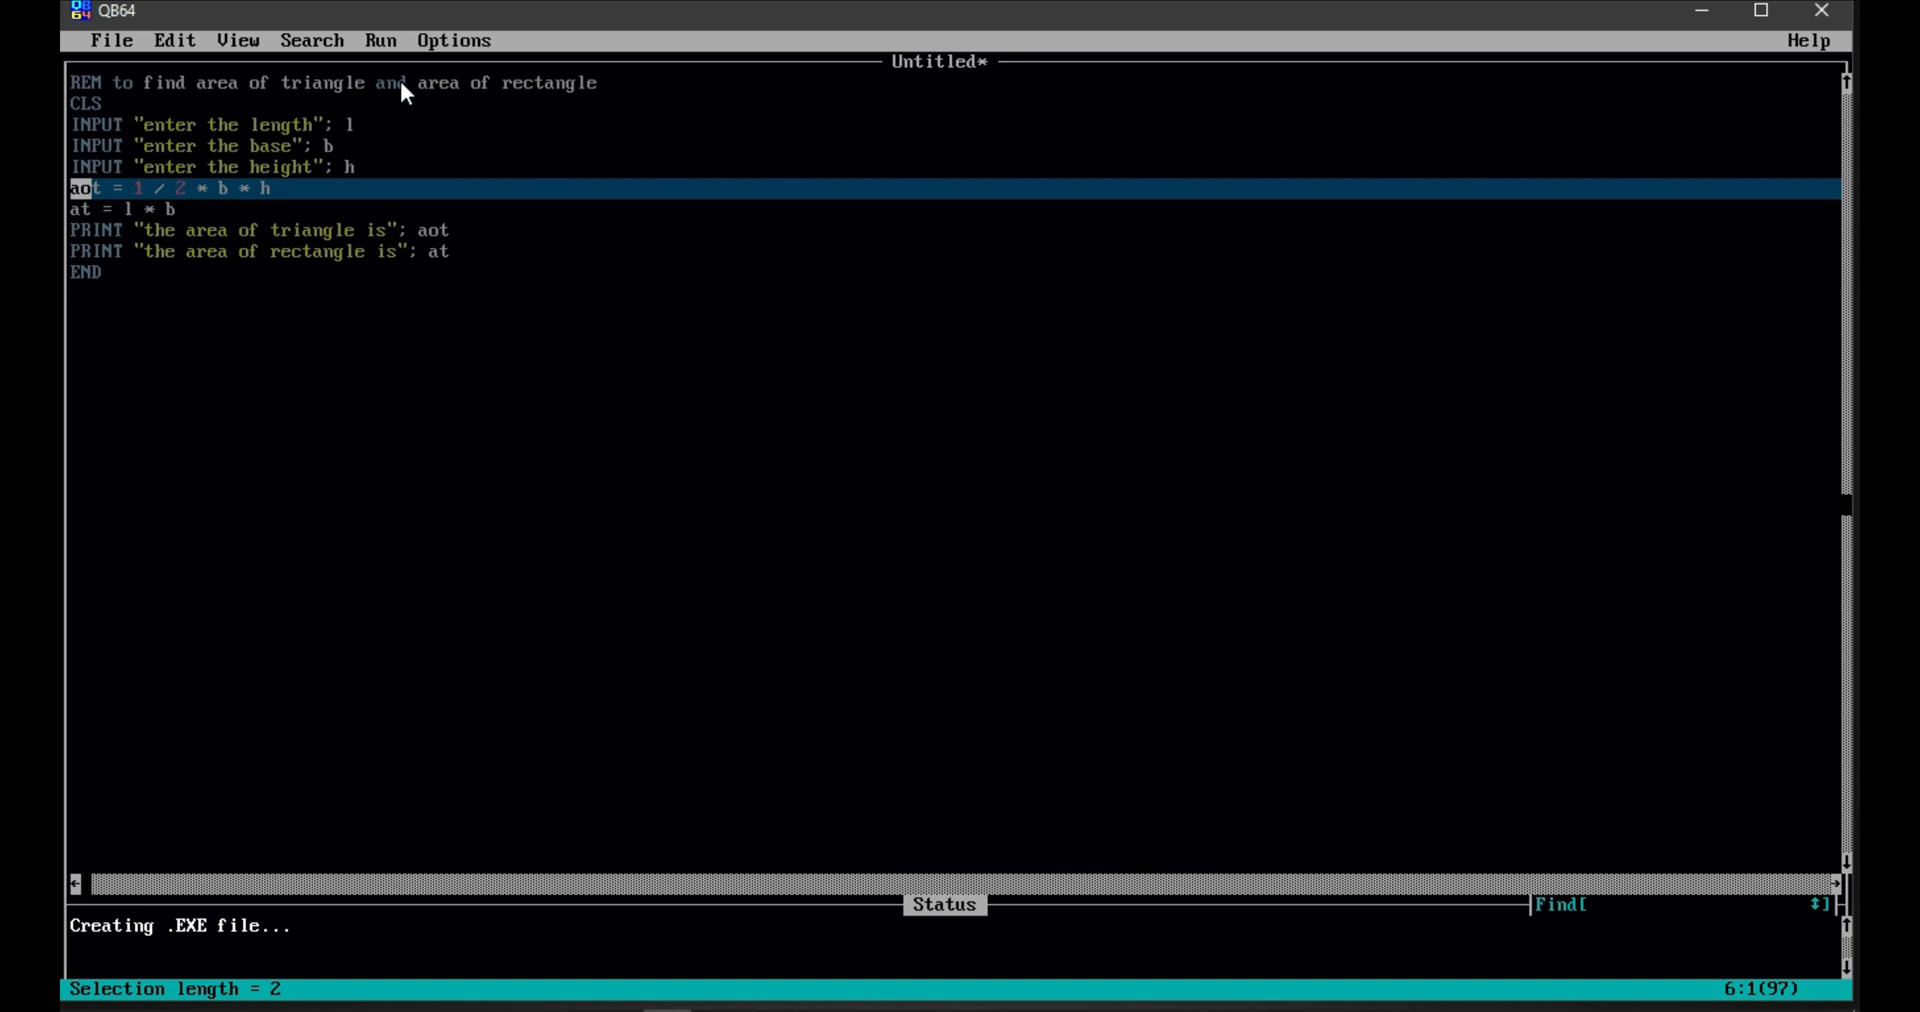 QB64
File Edit View Search Run Options Help
Untitled*
REM to find area of triangle and area of rectangle
CLS
INPUT "enter the length"; l
INPUT "enter the base"; b
INPUT "enter the height"; h
aot = 1 / 2 * b * h
at = l * b
PRINT "the area of triangle is"; aot
PRINT "the area of rectangle is"; at
END
Status
Find[ ]
Creating .EXE file...
Selection length = 2 6:1(97)